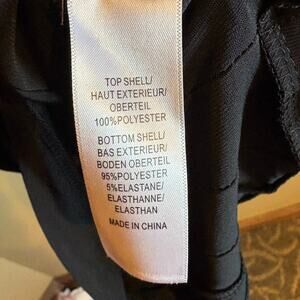 TOP SHELL/
HAUT EXTERIEUR/
OBERTEIL
100%POLYESTER
BOTTOM SHELL/
BAS EXTERIEUR/
BODEN OBERTEIL
95%POLYESTER
5%ELASTANE/
ELASTHANNE/
ELASTHAN
MADE IN CHINA